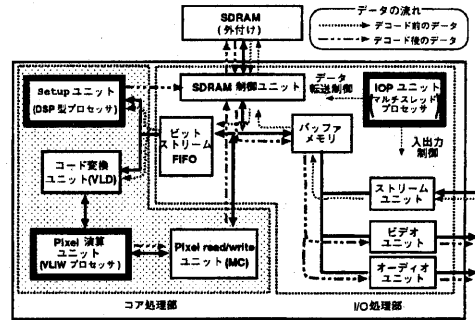 SDRAM
(外付け)
データの流れ
デコード前のデータ
デコード後のデータ
Setup ユニット
(DSP 型プロセッサ)
SDRAM 制御ユニット
データ
転送制御
IOP ユニット
マルチスレッド
プロセッサ
ビット
ストリーム
FIFO
バッファ
メモリ
入出力
制御
コード変換
ユニット(VLD)
ストリーム
ユニット
Pixel 演算
ユニット
(VLIW プロセッサ)
Pixel read/write
ユニット(MC)
ビデオ
ユニット
オーディオ
ユニット
コア処理部
I/O処理部